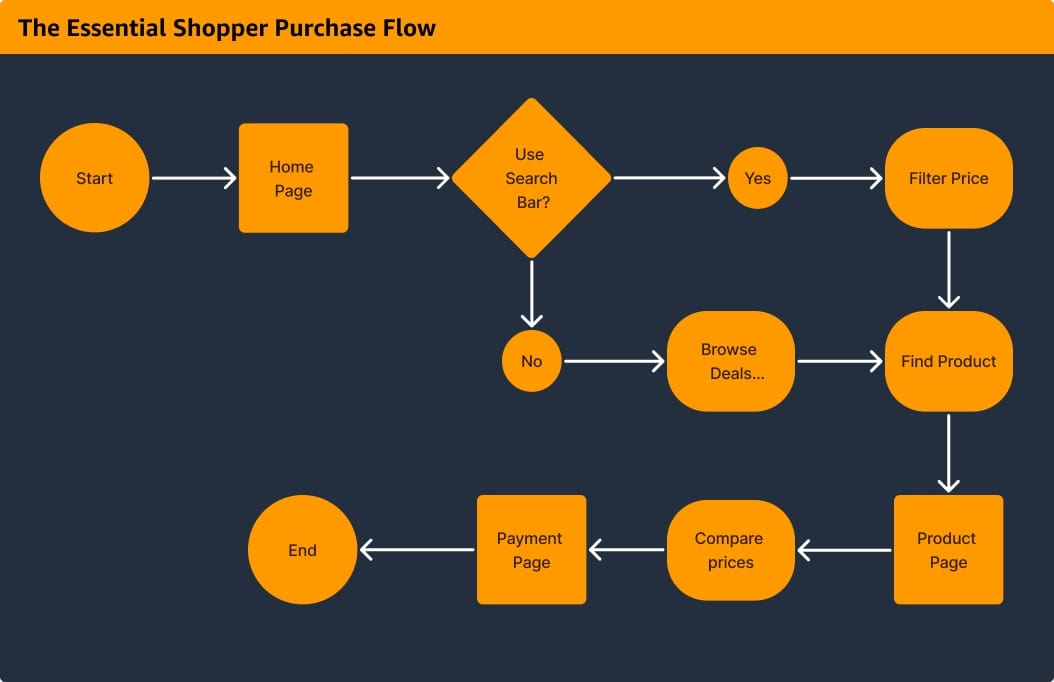 The Essential Shopper Purchase Flow
Start
Home
Page
Use
Search
Bar?
Yes
Filter Price
No
Browse
Deals...
Find Product
End
Payment
Page
Compare
prices
Product
Page